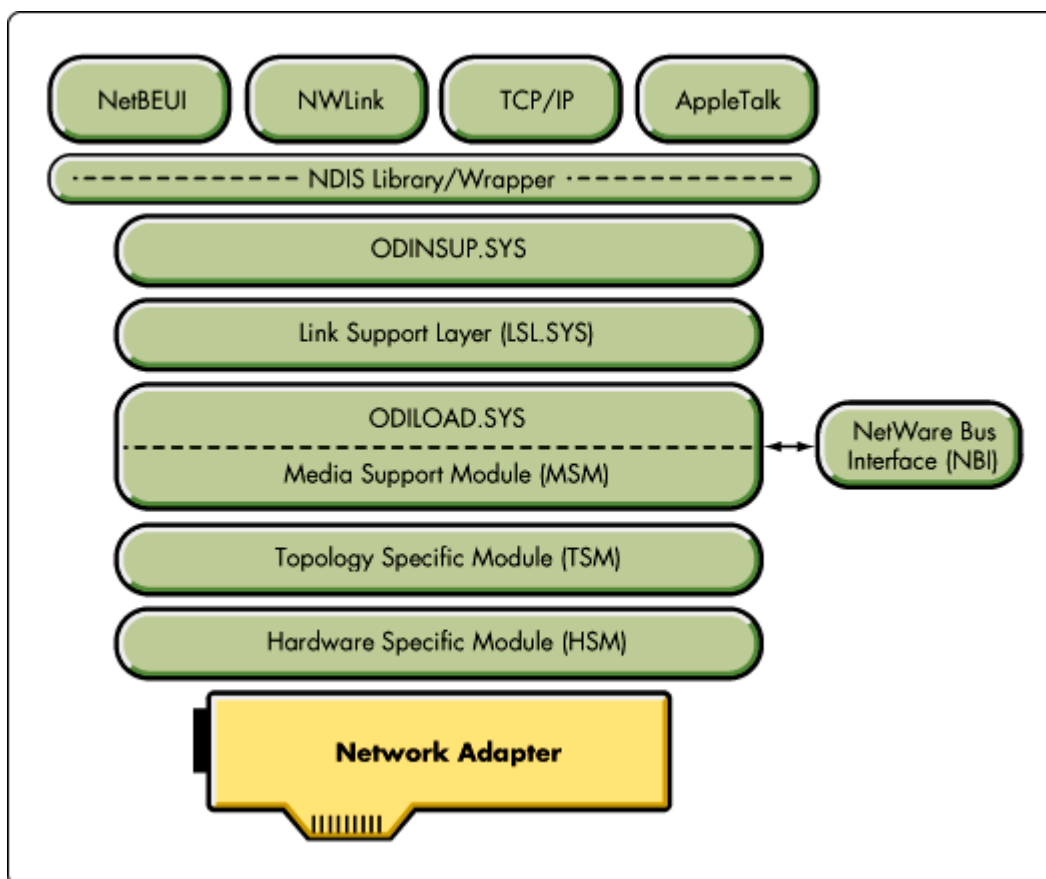 NetBEUI
NWLink
TCP/IP
AppleTalk
NDIS Library/Wrapper
ODINSUP.SYS
Link Support Layer (LSL.SYS)
ODILOAD.SYS
Media Support Module (MSM)
NetWare Bus
Interface (NBI)
Topology Specific Module (TSM)
Hardware Specific Module (HSM)
Network Adapter